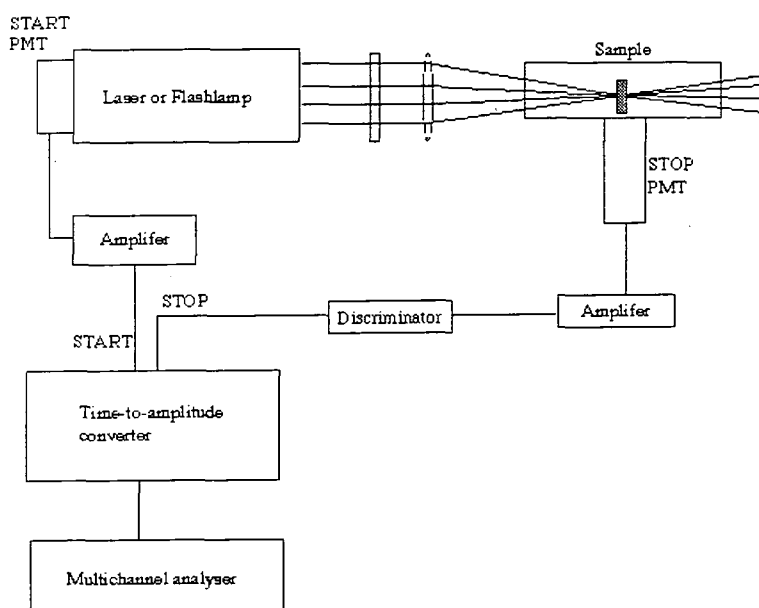 START
PMT
Laser or Flashlamp
Sample
STOP
PMT
Amplifer
STOP
Discriminator
Amplifer
START
Time-to-amplitude
converter
Multichannel analyser